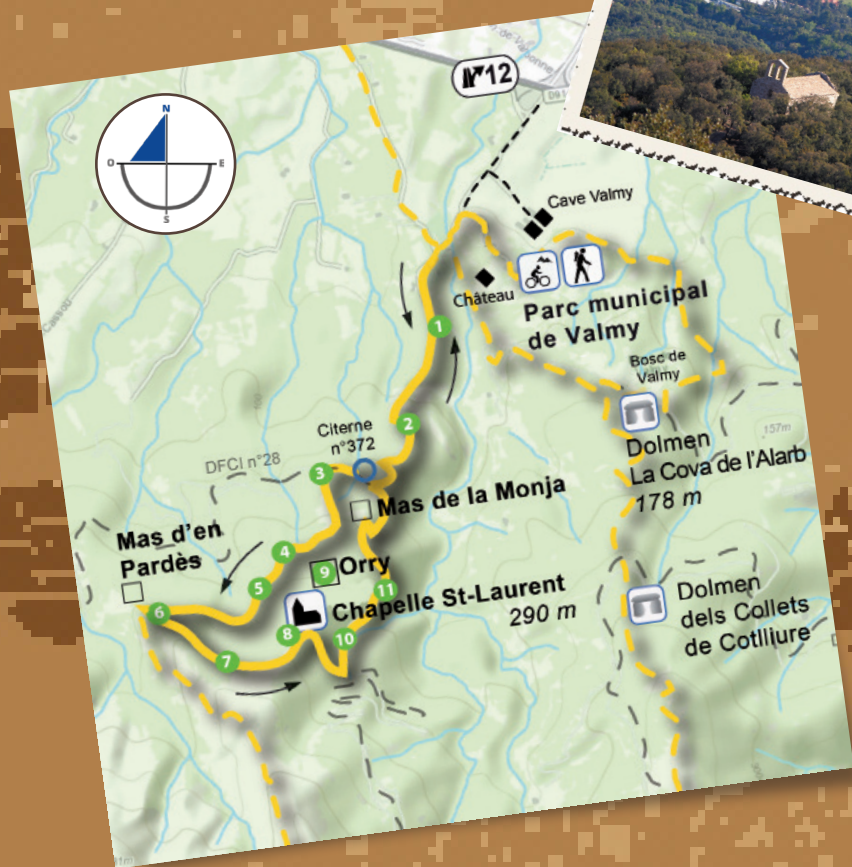 12
D91
N
O
E
S
Cave Valmy
Château
Parc municipal
de Valmy
1
Bosc de
Valmy
2
Citerne
n°372
157m
Dolmen
La Cova de l'Alarb
178 m
DFCI n°28
3
Mas de la Monja
Mas d'en
Pardès
4
9
Orry
5
11
Chapelle St-Laurent
290 m
Dolmen
dels Collets
de Cotlliure
6
8
10
7